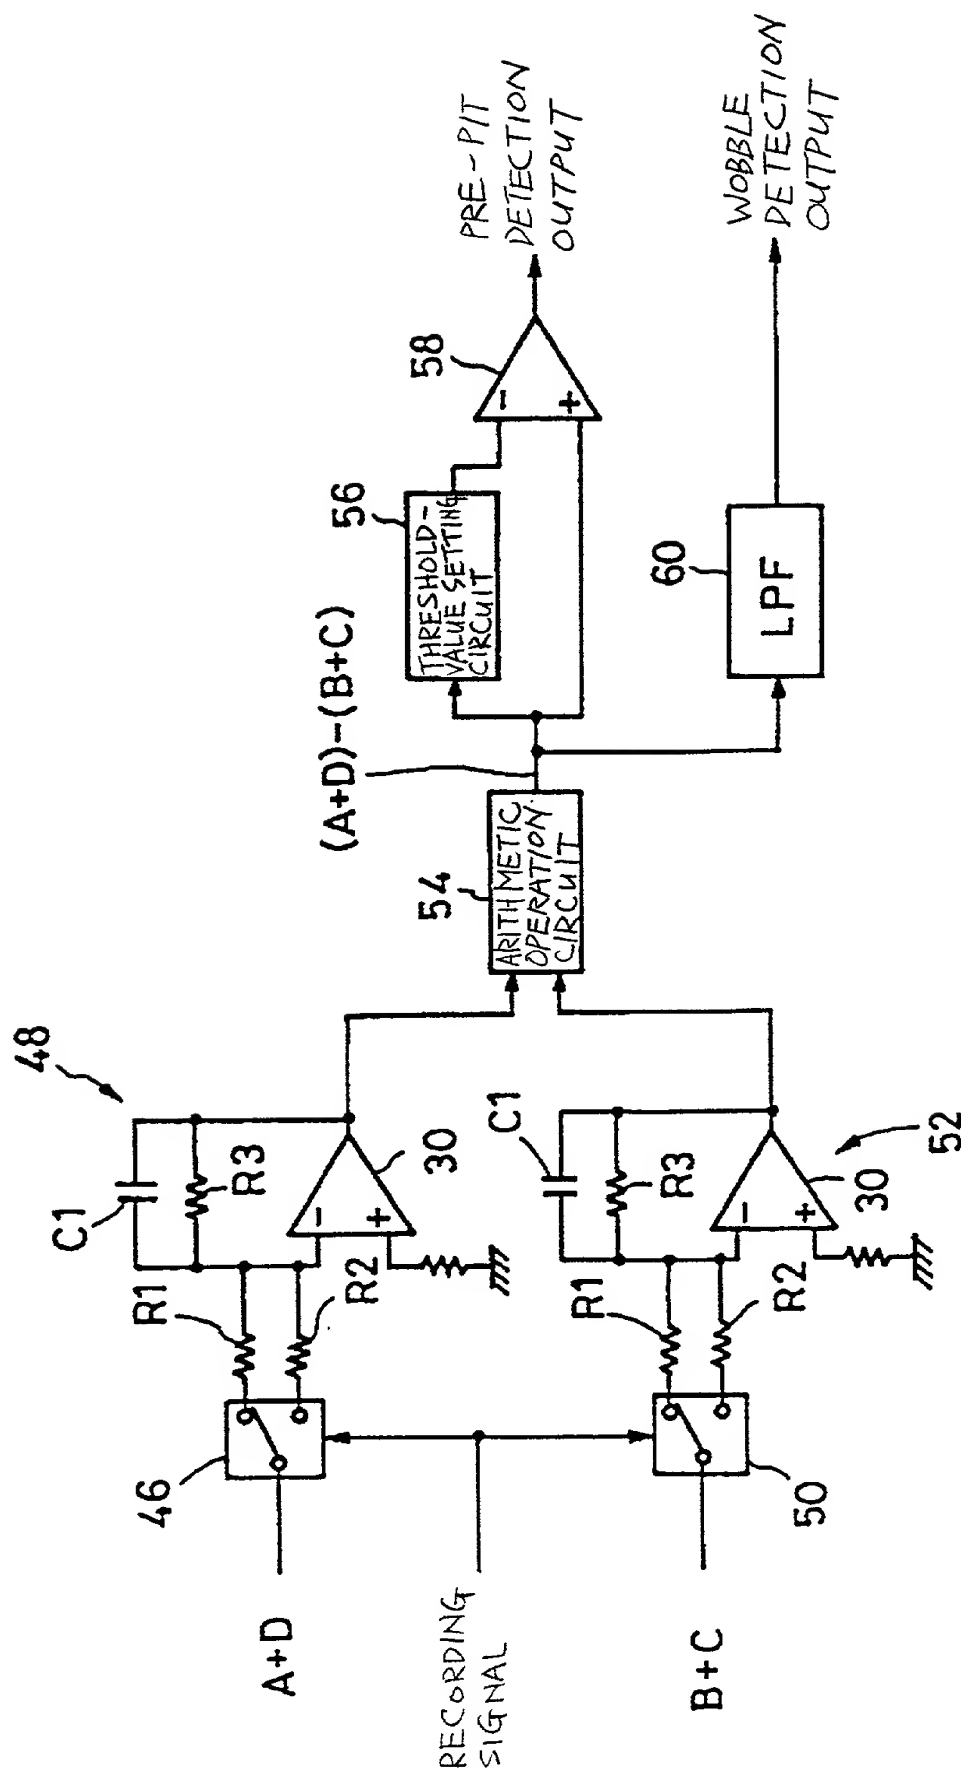 A+D
46
R1
R2
C1
R3
-
+
30
48
RECORDING
SIGNAL
B+C
50
R1
R2
C1
R3
-
+
30
52
ARITHMETIC
OPERATION
CIRCUIT
54
(A+D)-(B+C)
THRESHOLD-
VALUE SETTING
CIRCUIT
56
-
+
58
PRE-PIT
DETECTION
OUTPUT
LPF
60
WOBBLE
DETECTION
OUTPUT